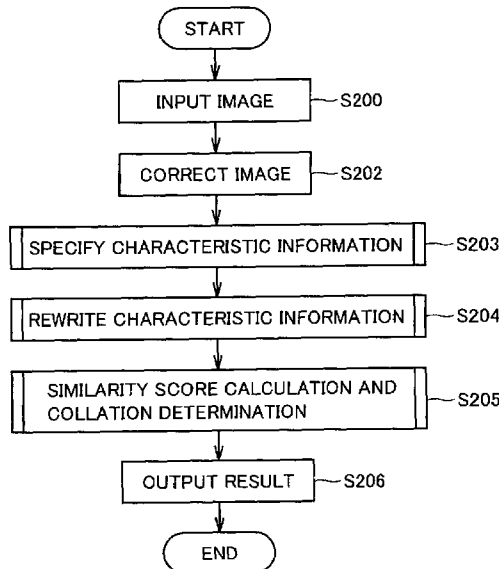 START
INPUT IMAGE S200
CORRECT IMAGE S202
SPECIFY CHARACTERISTIC INFORMATION S203
REWRITE CHARACTERISTIC INFORMATION S204
SIMILARITY SCORE CALCULATION AND
COLLATION DETERMINATION S205
OUTPUT RESULT S206
END